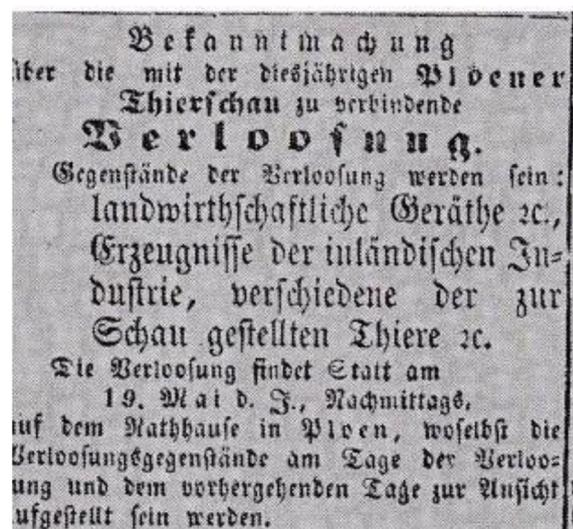 Bekanntmachung
über die mit der diesjährigen Ploener
Thierschau zu verbindende
Verloosung.
Gegenstände der Verloosung werden sein:
landwirthschaftliche Geräthe ꝛc.,
Erzeugnisse der inländischen In⸗
dustrie, verschiedene der zur
Schau gestellten Thiere ꝛc.
Die Verloosung findet Statt am
19. Mai d. J., Nachmittags,
auf dem Rathhause in Ploen, woselbst die
Verloosungsgegenstände am Tage der Verloo⸗
ung und dem vorhergehenden Tage zur Ansicht
aufgestellt sein werden.